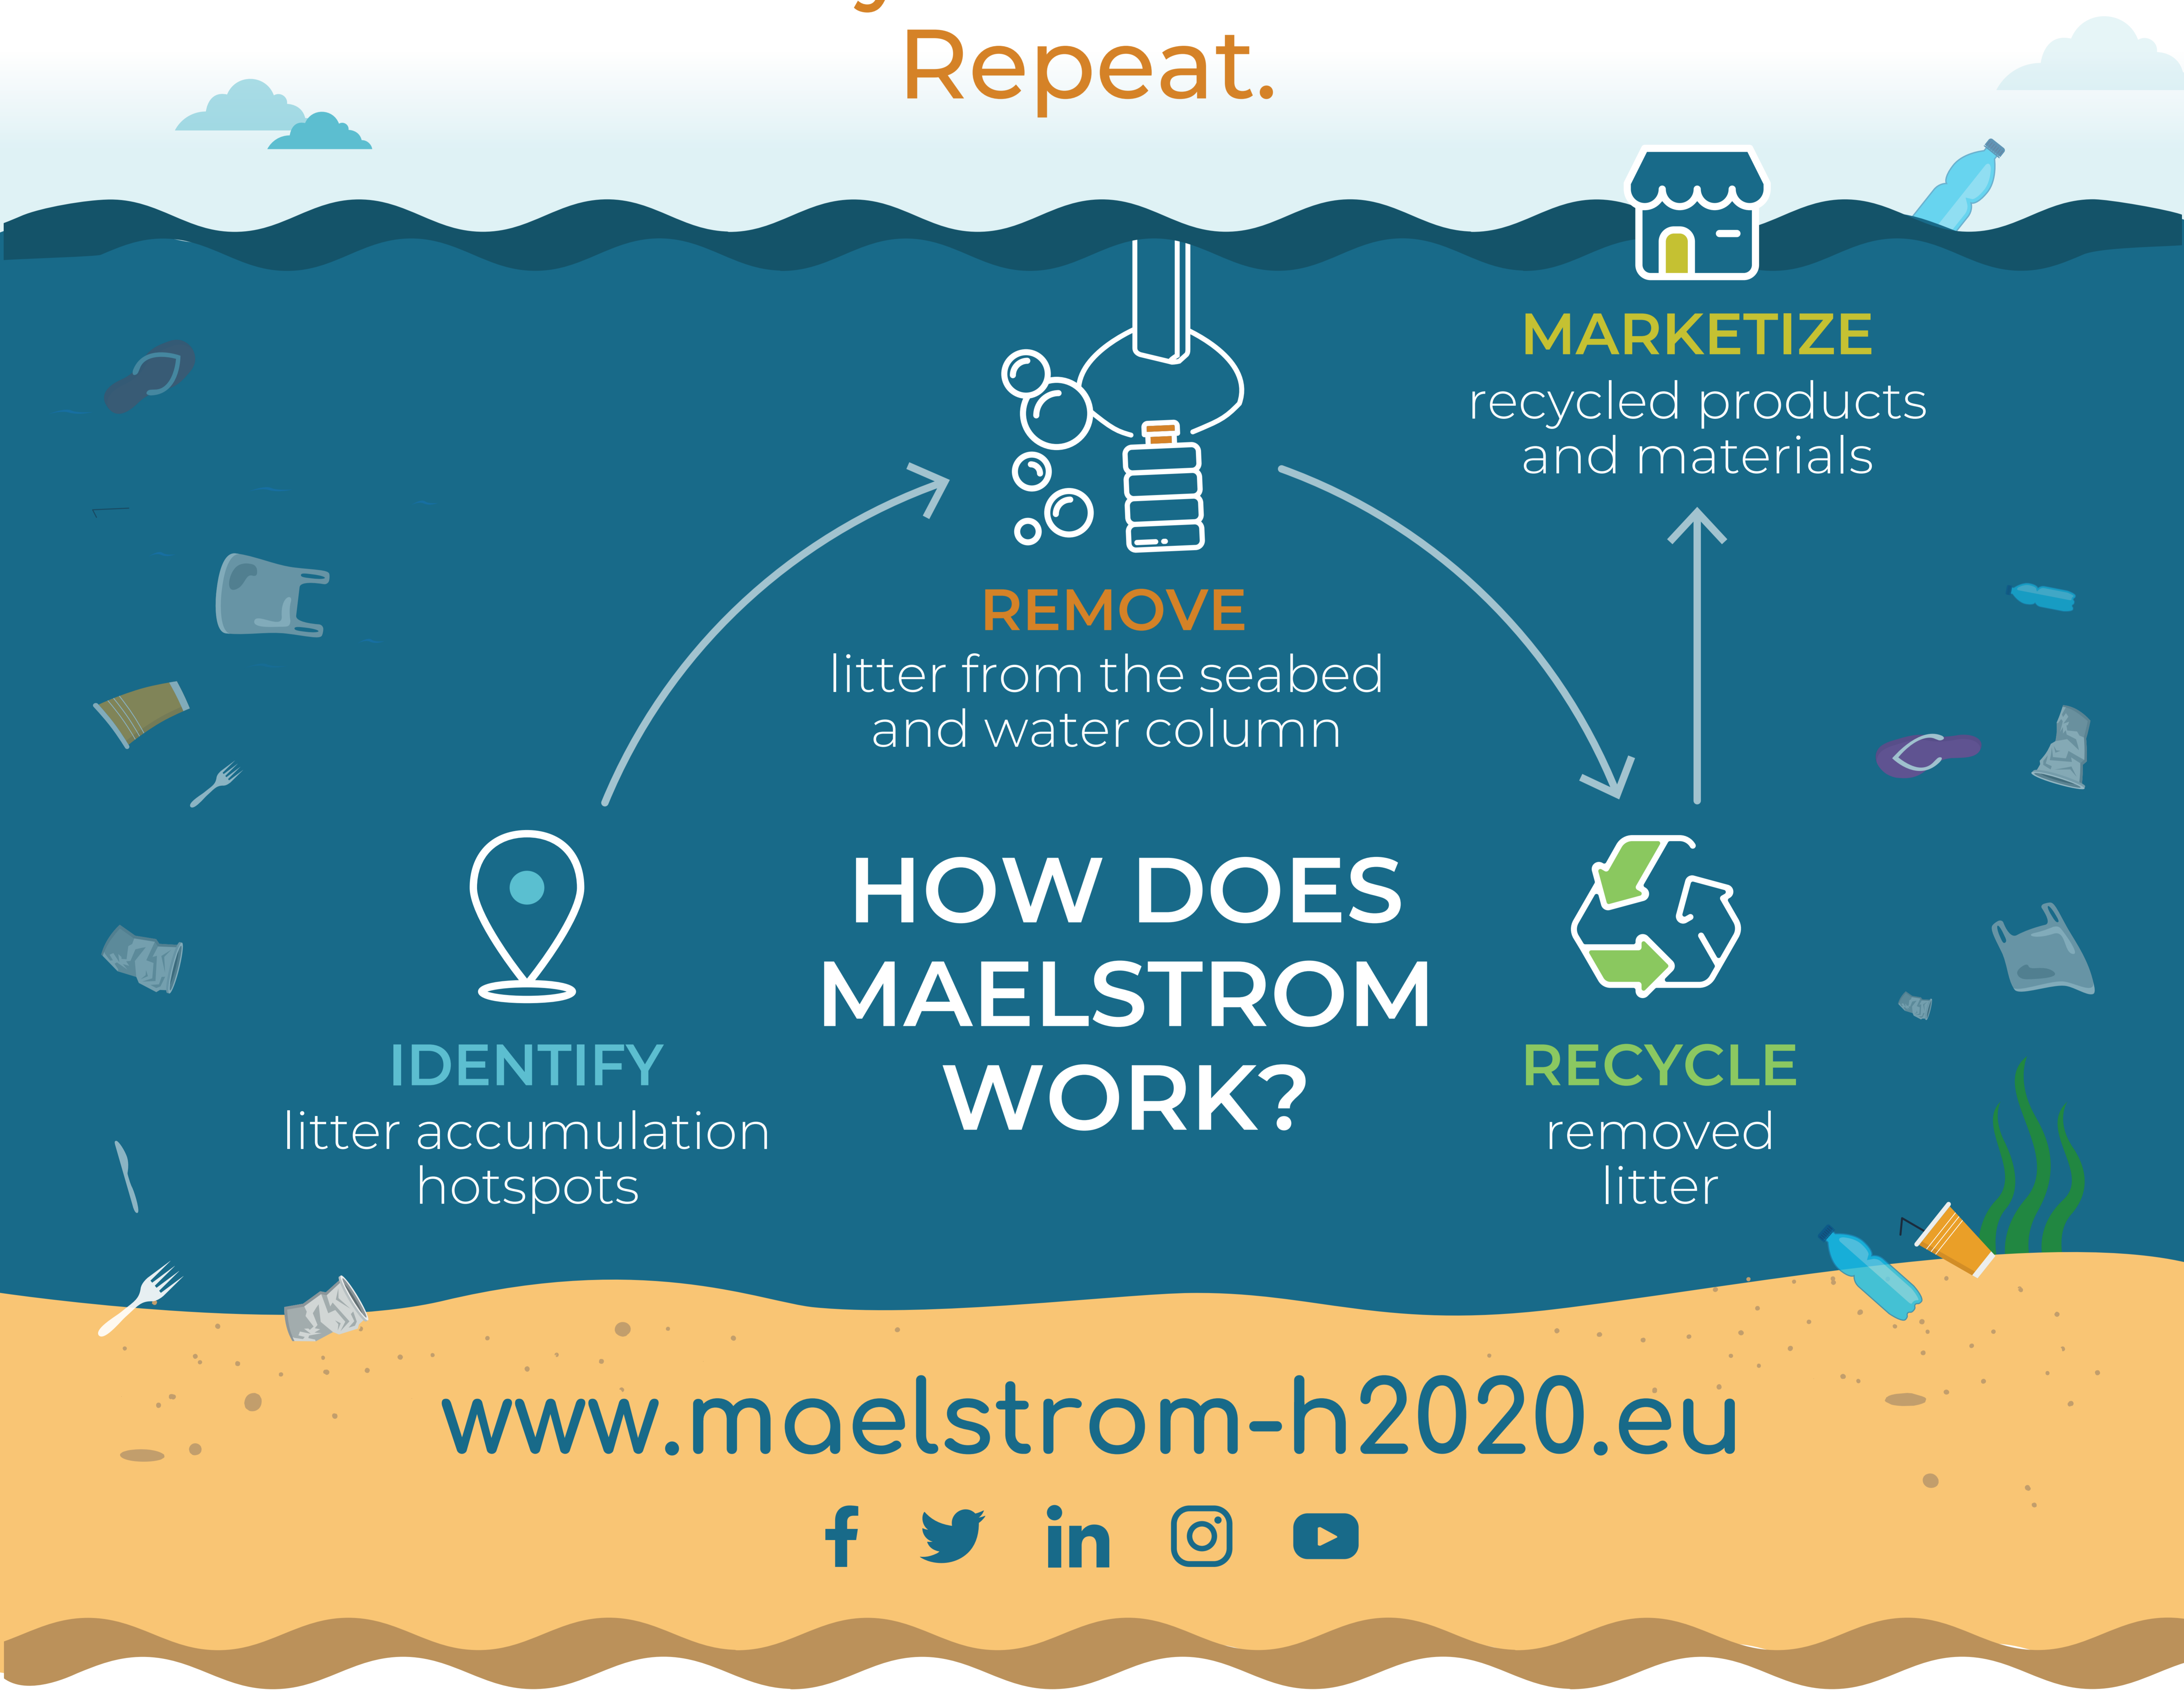 Repeat.
MARKETIZE
recycled products
and materials
REMOVE
litter from the seabed
and water column
HOW DOES
MAELSTROM
WORK?
IDENTIFY
litter accumulation
hotspots
RECYCLE
removed
litter
www.maelstrom-h2020.eu